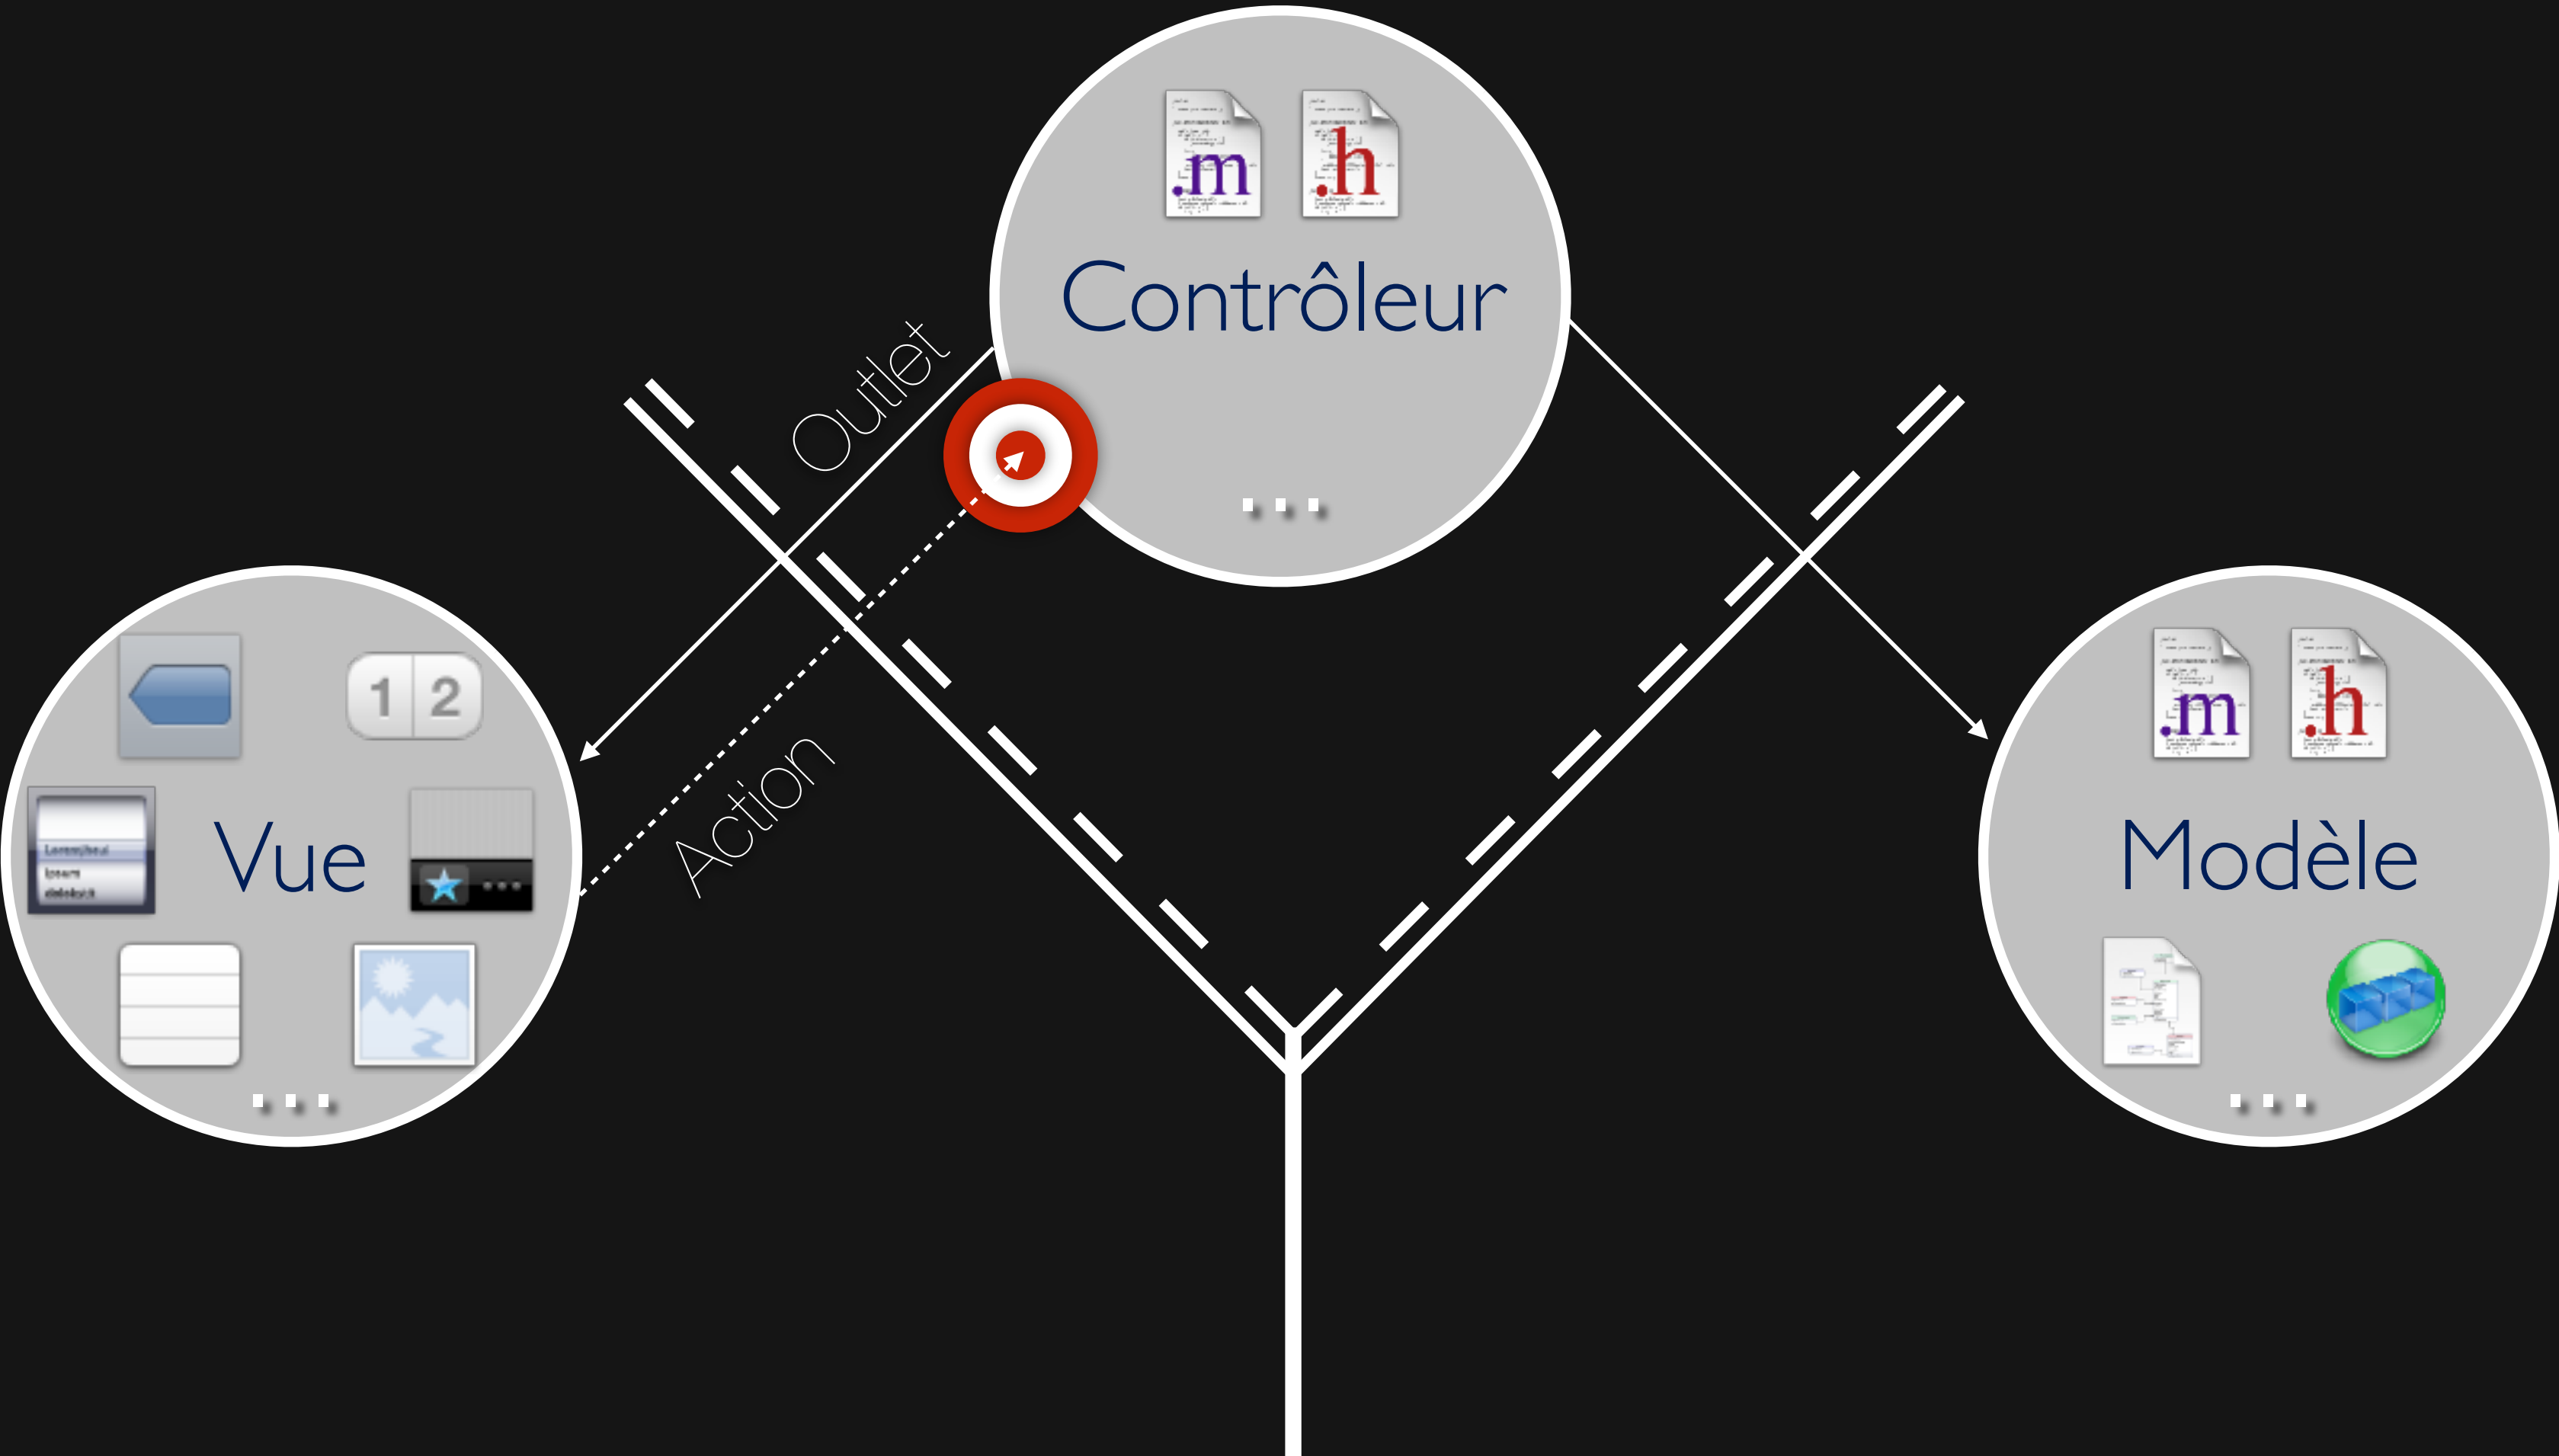 .m .h
Contrôleur
...
Outlet
Action
1 2
Vue
...
.m .h
Modèle
...